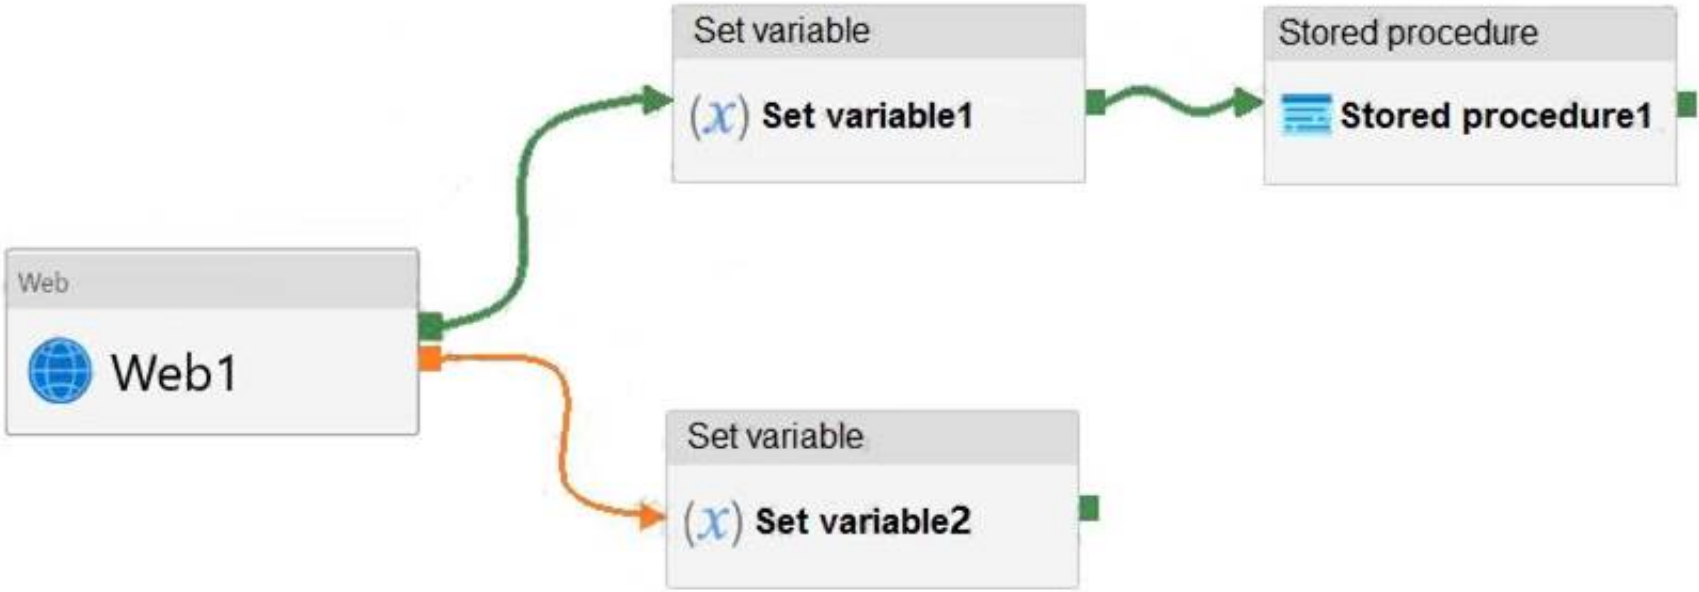 Set variable
(x) Set variable1
Stored procedure
Stored procedure1
Web
Web1
Set variable
(x) Set variable2